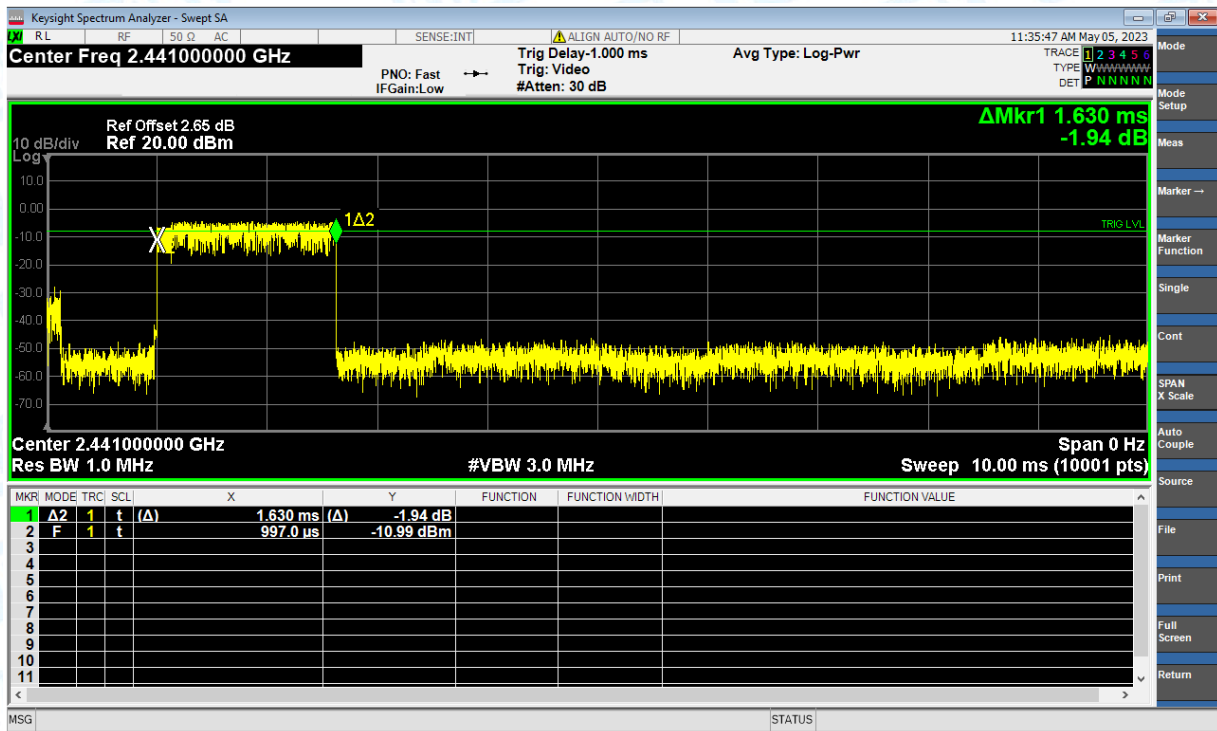 Keysight Spectrum Analyzer - Swept SA
LXI RL RF 50 Ω AC SENSE:INT ALIGN AUTO/NO RF 11:35:47 AM May 05, 2023
Center Freq 2.441000000 GHz
PNO: Fast
IFGain:Low
Trig Delay-1.000 ms
Trig: Video
#Atten: 30 dB
Avg Type: Log-Pwr
TRACE 1 2 3 4 5 6
TYPE WWWWWW
DET P N N N N N
ΔMkr1 1.630 ms
-1.94 dB
Ref Offset 2.65 dB
10 dB/div Ref 20.00 dBm
Log
10.0
0.00
1Δ2
TRIG LVL
-10.0
-20.0
-30.0
-40.0
-50.0
-60.0
-70.0
Center 2.441000000 GHz Span 0 Hz
Res BW 1.0 MHz #VBW 3.0 MHz Sweep 10.00 ms (10001 pts)
MKR MODE TRC SCL X Y FUNCTION FUNCTION WIDTH FUNCTION VALUE
1 Δ2 1 t (Δ) 1.630 ms (Δ) -1.94 dB
2 F 1 t 997.0 µs -10.99 dBm
3
4
5
6
7
8
9
10
11
MSG STATUS
Mode
Mode Setup
Meas
Marker →
Marker Function
Single
Cont
SPAN X Scale
Auto Couple
Source
File
Print
Full Screen
Return